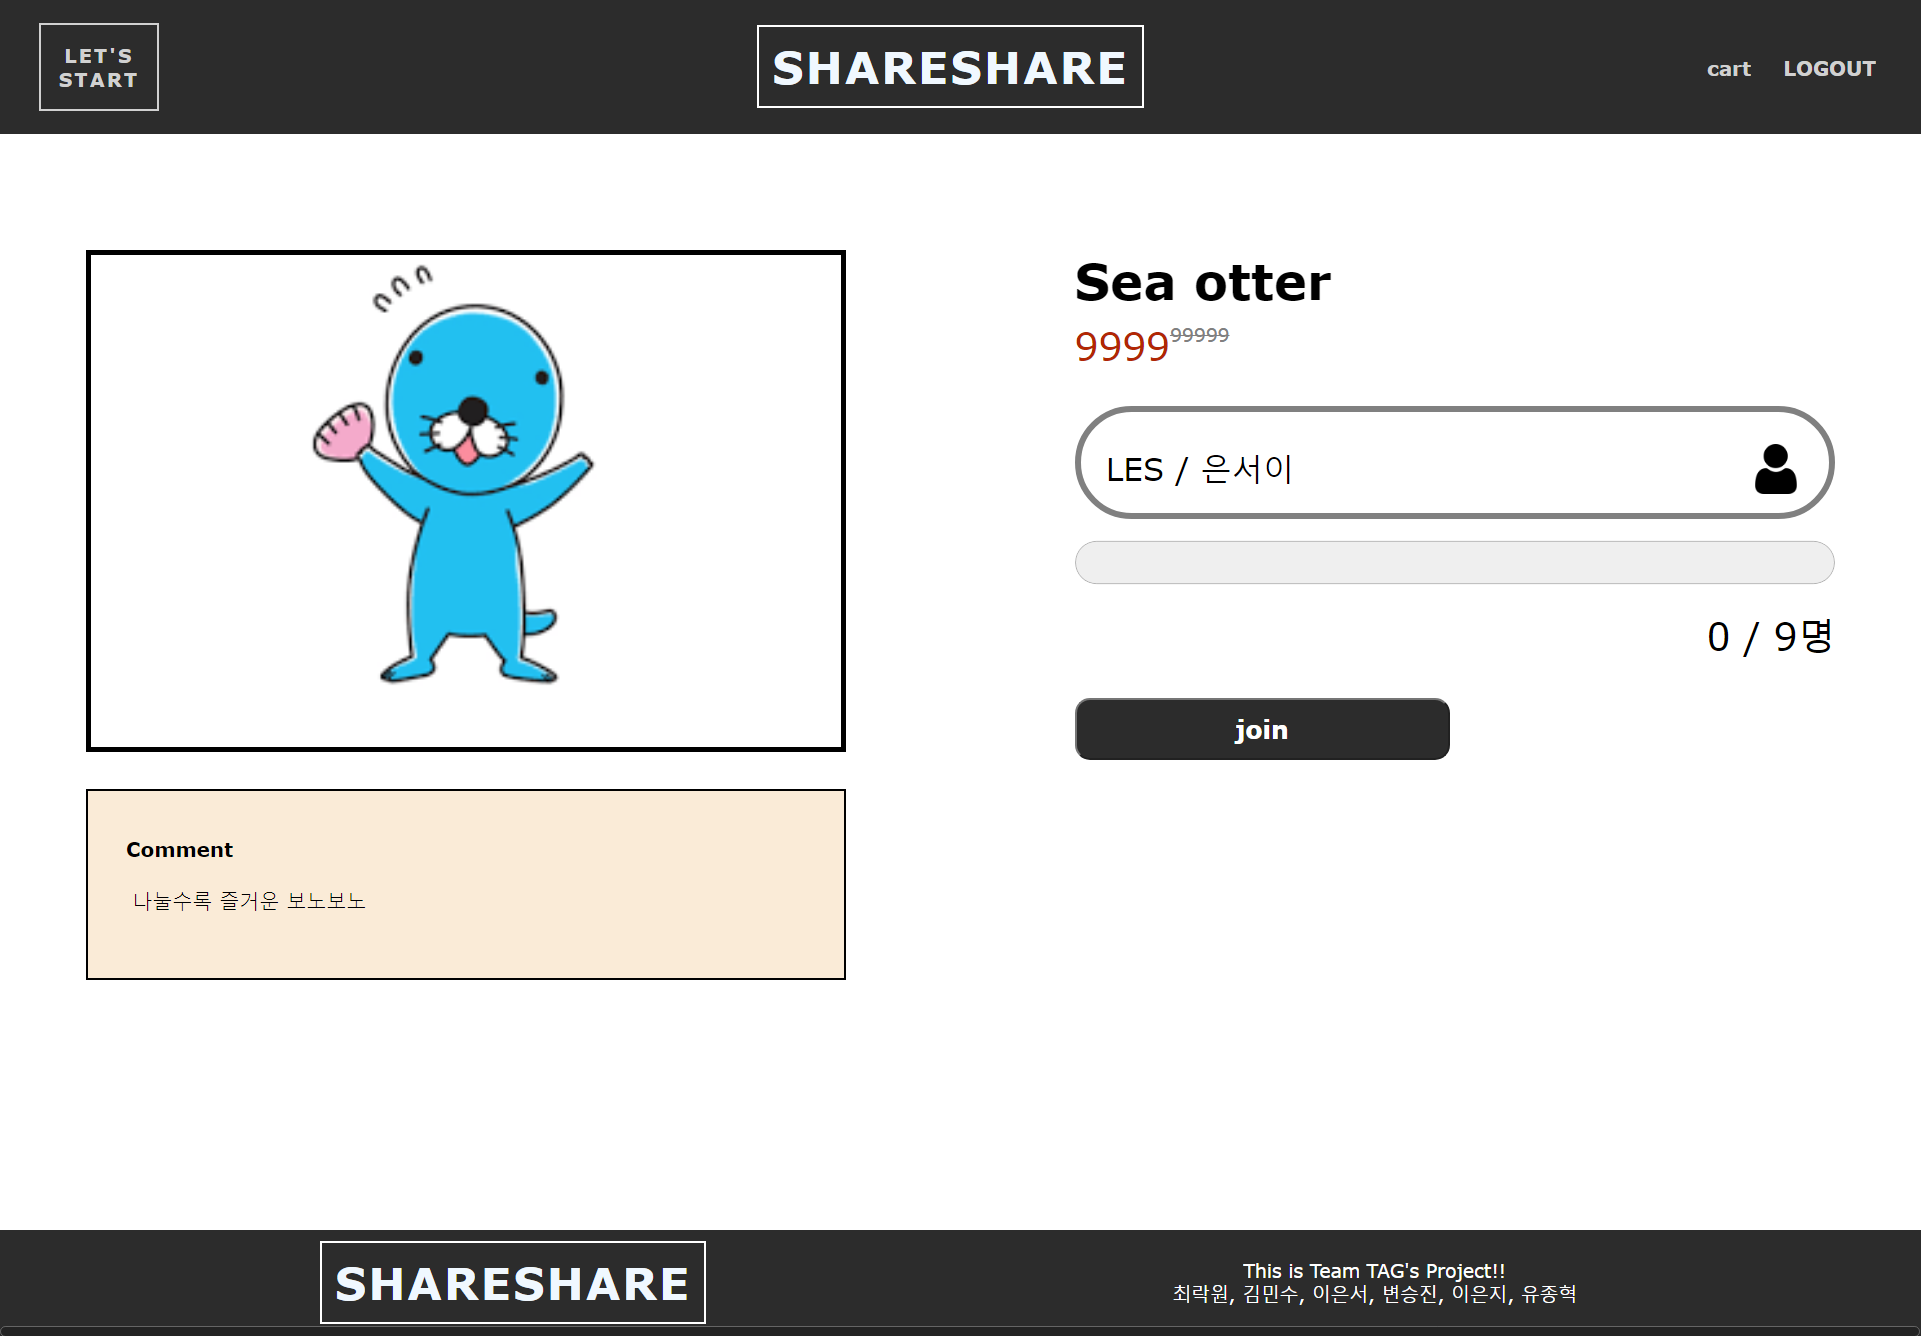 LET'S
START
SHARESHARE
cart LOGOUT
Sea otter
9999 99999
LES / 은서이
0 / 9명
join
Comment
나눌수록 즐거운 보노보노
SHARESHARE
This is Team TAG's Project!!
최락원, 김민수, 이은서, 변승진, 이은지, 유종혁